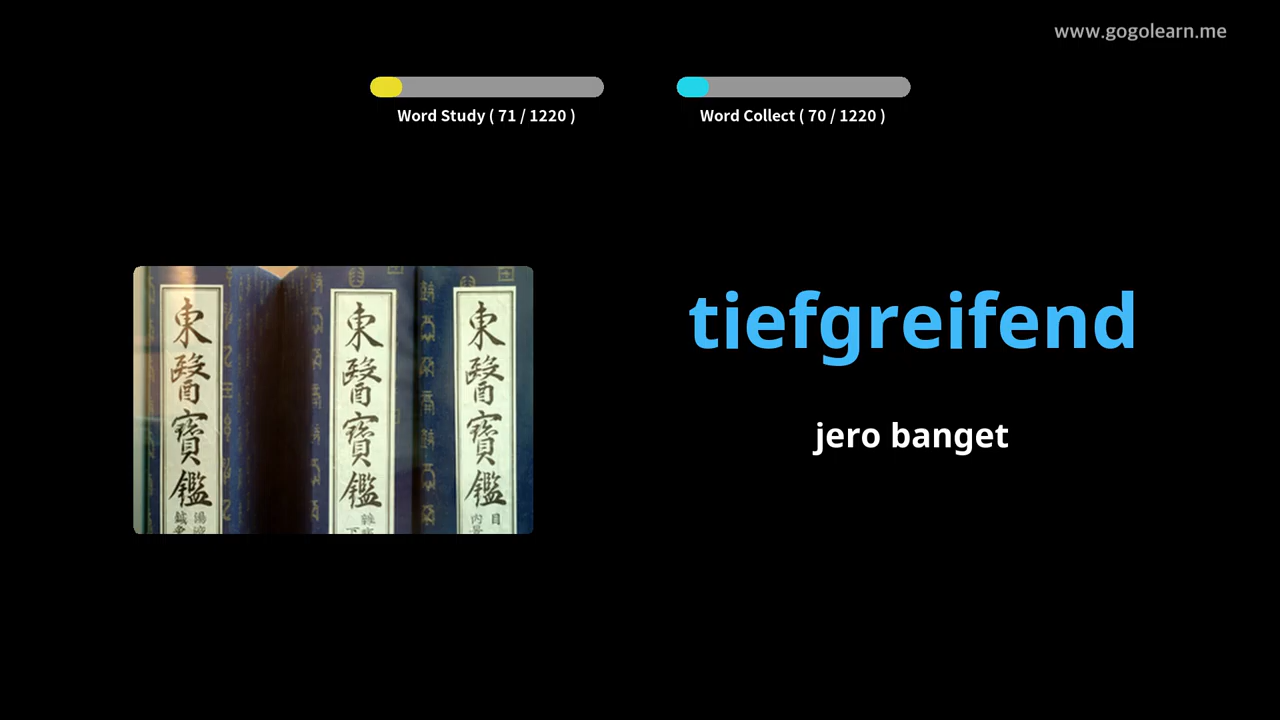 www.gogolearn.me
Word Study ( 71 / 1220 )
Word Collect ( 70 / 1220 )
tiefgreifend
jero banget
東醫寶鑑
東醫寶鑑
東醫寶鑑